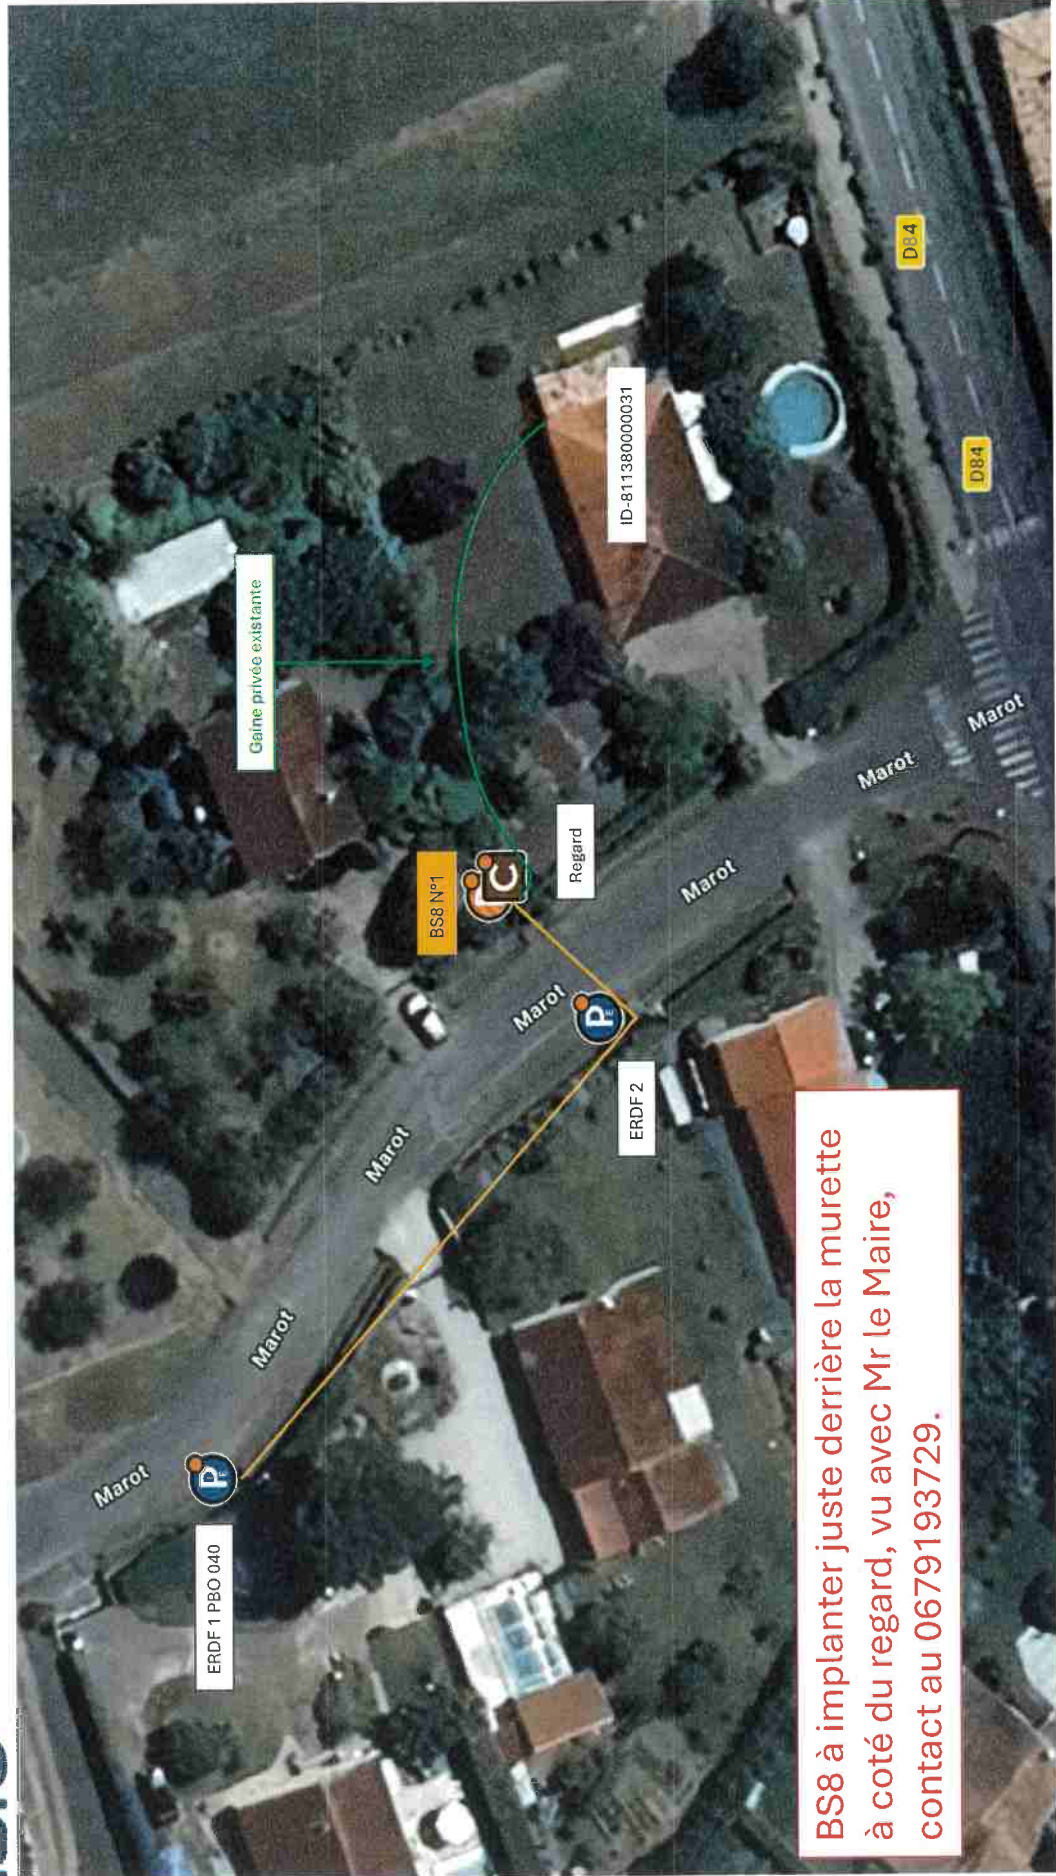 ERDF 1 PBO 040
Marot
Marot
Marot
Marot
Marot
Marot
Marot
ERDF 2
BS8 N°1
C
P
E
P
E
Regard
Gaine privée existante
ID-811380000031
D84
D84
BS8 à implanter juste derrière la murette
à coté du regard, vu avec Mr le Maire,
contact au 0679193729.